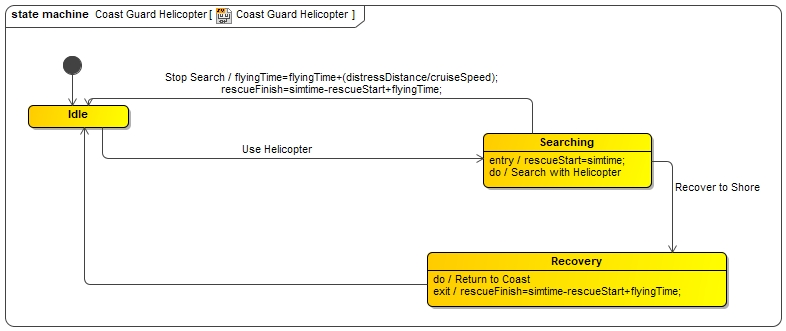 state machine Coast Guard Helicopter [ Coast Guard Helicopter ]
Stop Search / flyingTime=flyingTime+(distressDistance/cruiseSpeed);
rescueFinish=simtime-rescueStart+flyingTime;
Idle
Use Helicopter
Searching
entry / rescueStart=simtime;
do / Search with Helicopter
Recover to Shore
Recovery
do / Return to Coast
exit / rescueFinish=simtime-rescueStart+flyingTime;